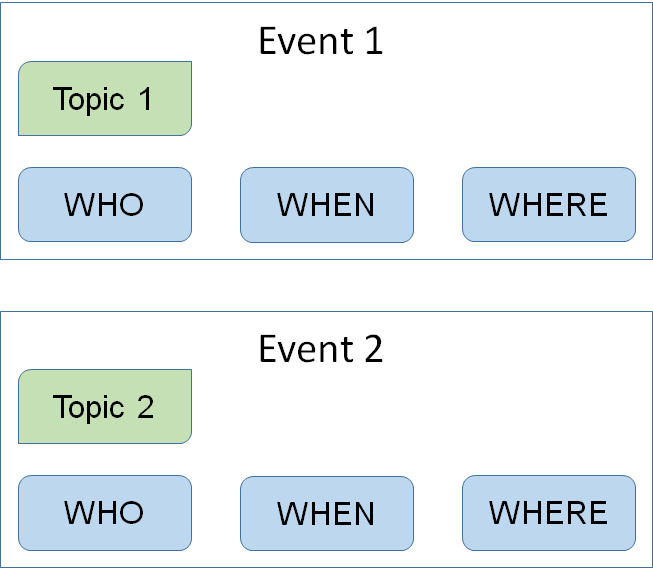 Event 1
Topic 1
WHO WHEN WHERE
Event 2
Topic 2
WHO WHEN WHERE